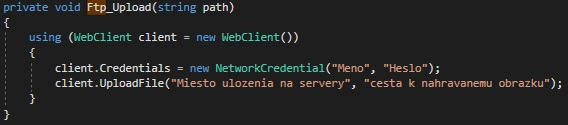 private void Ftp_Upload(string path)
{
using (WebClient client = new WebClient())
{
client.Credentials = new NetworkCredential("Meno", "Heslo");
client.UploadFile("Miesto ulozenia na servery", "cesta k nahravanemu obrazku");
}
}